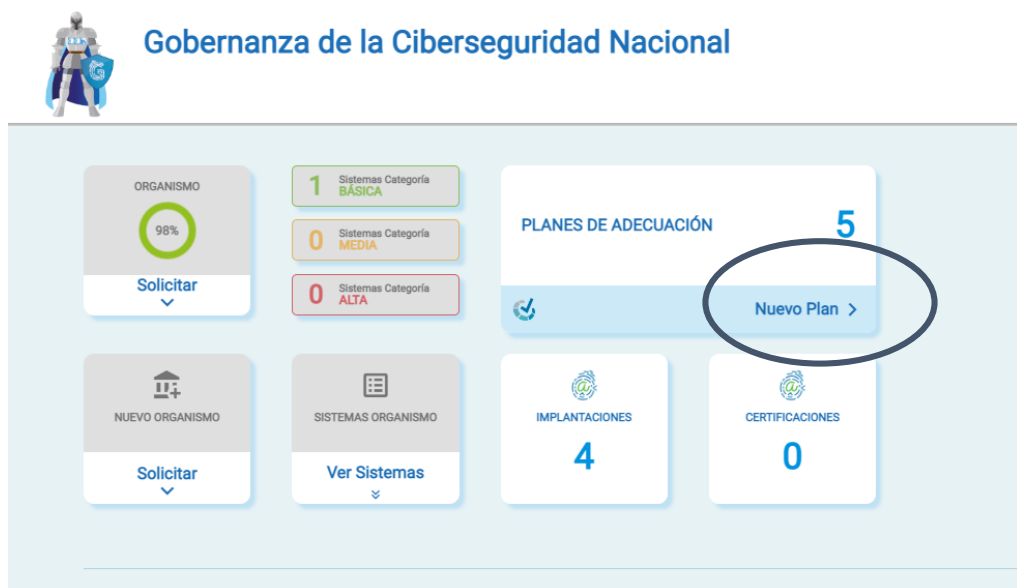 Gobernanza de la Ciberseguridad Nacional
G
ORGANISMO
98%
Solicitar
1 Sistemas Categoría
BÁSICA
0 Sistemas Categoría
MEDIA
0 Sistemas Categoría
ALTA
PLANES DE ADECUACIÓN 5
Nuevo Plan >
NUEVO ORGANISMO
Solicitar
SISTEMAS ORGANISMO
Ver Sistemas
@
IMPLANTACIONES
4
@
CERTIFICACIONES
0